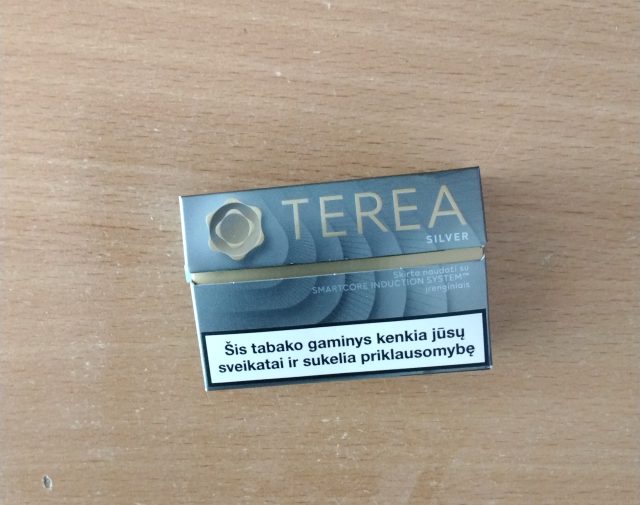 TEREA
SILVER
Skirta naudoti su
SMARTCORE INDUCTION SYSTEM™
įrenginiais
Šis tabako gaminys kenkia jūsų
sveikatai ir sukelia priklausomybę